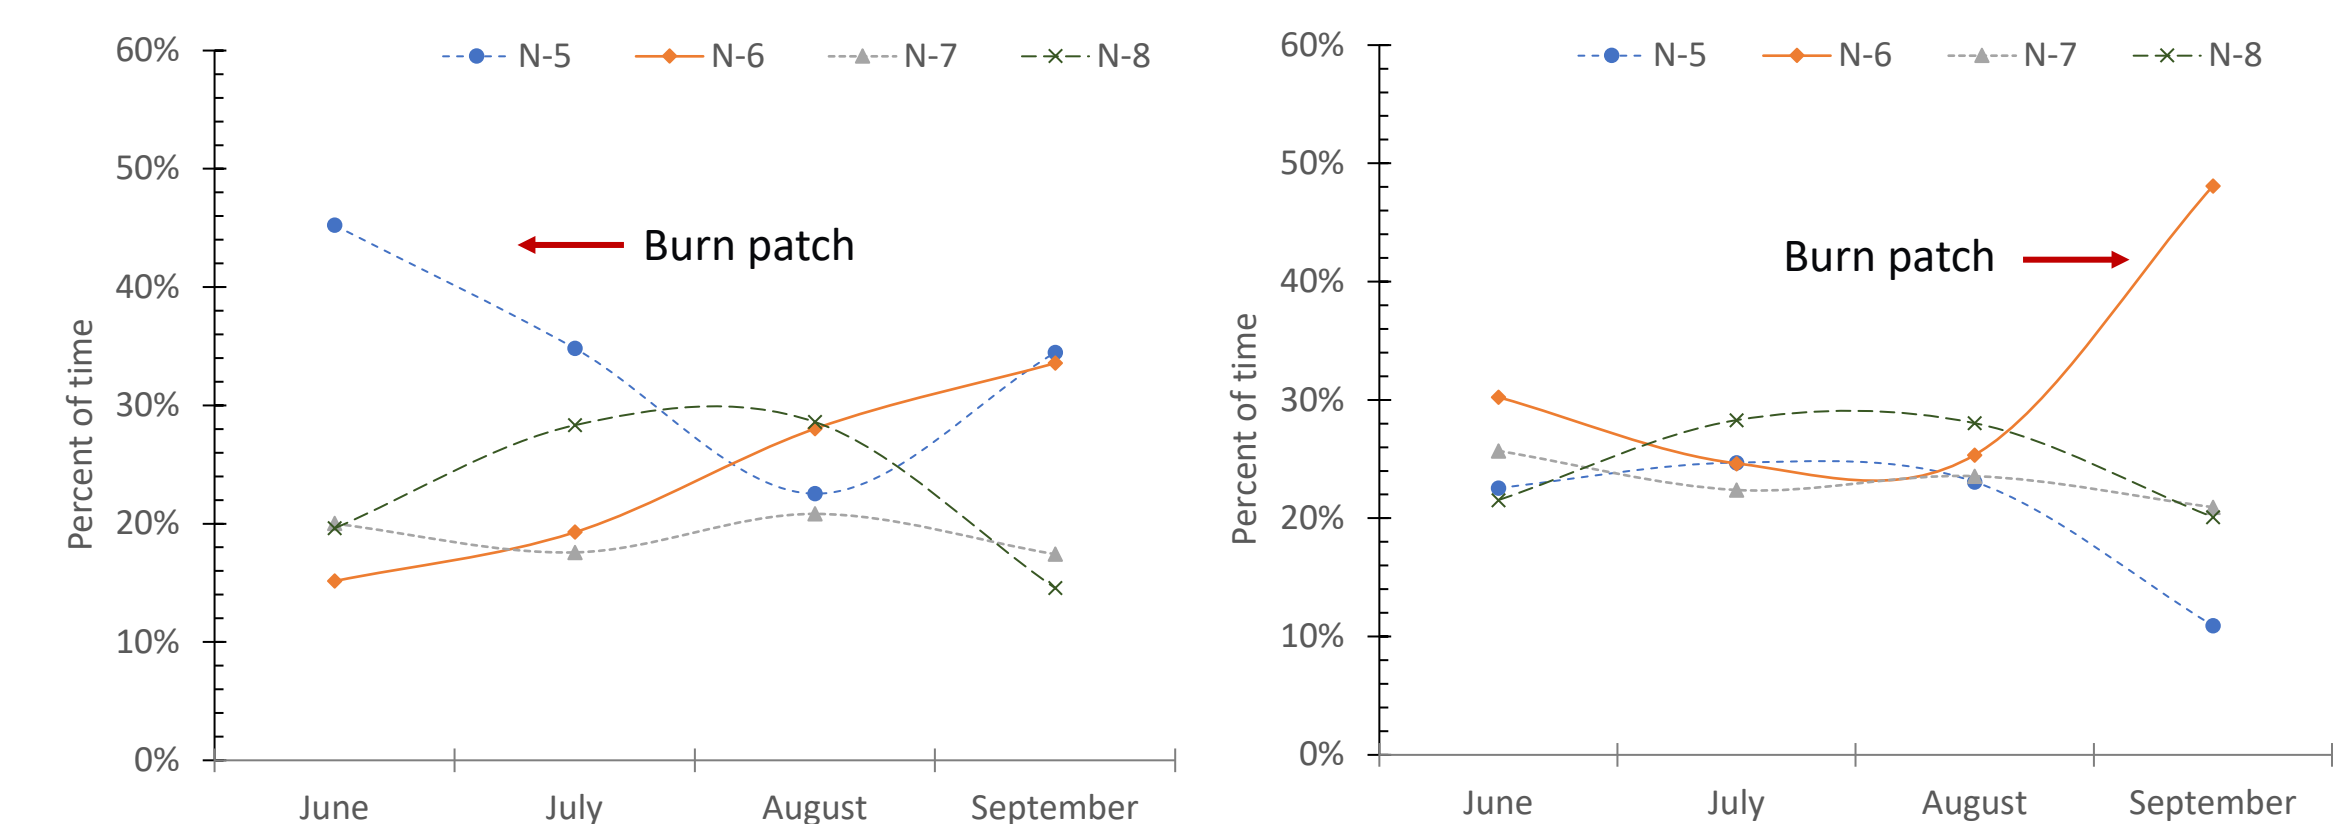 60%
50%
40%
30%
20%
10%
0%
Percent of time
N-5 N-6 N-7 N-8
Burn patch
June July August September
60%
50%
40%
30%
20%
10%
0%
Percent of time
N-5 N-6 N-7 N-8
Burn patch
June July August September